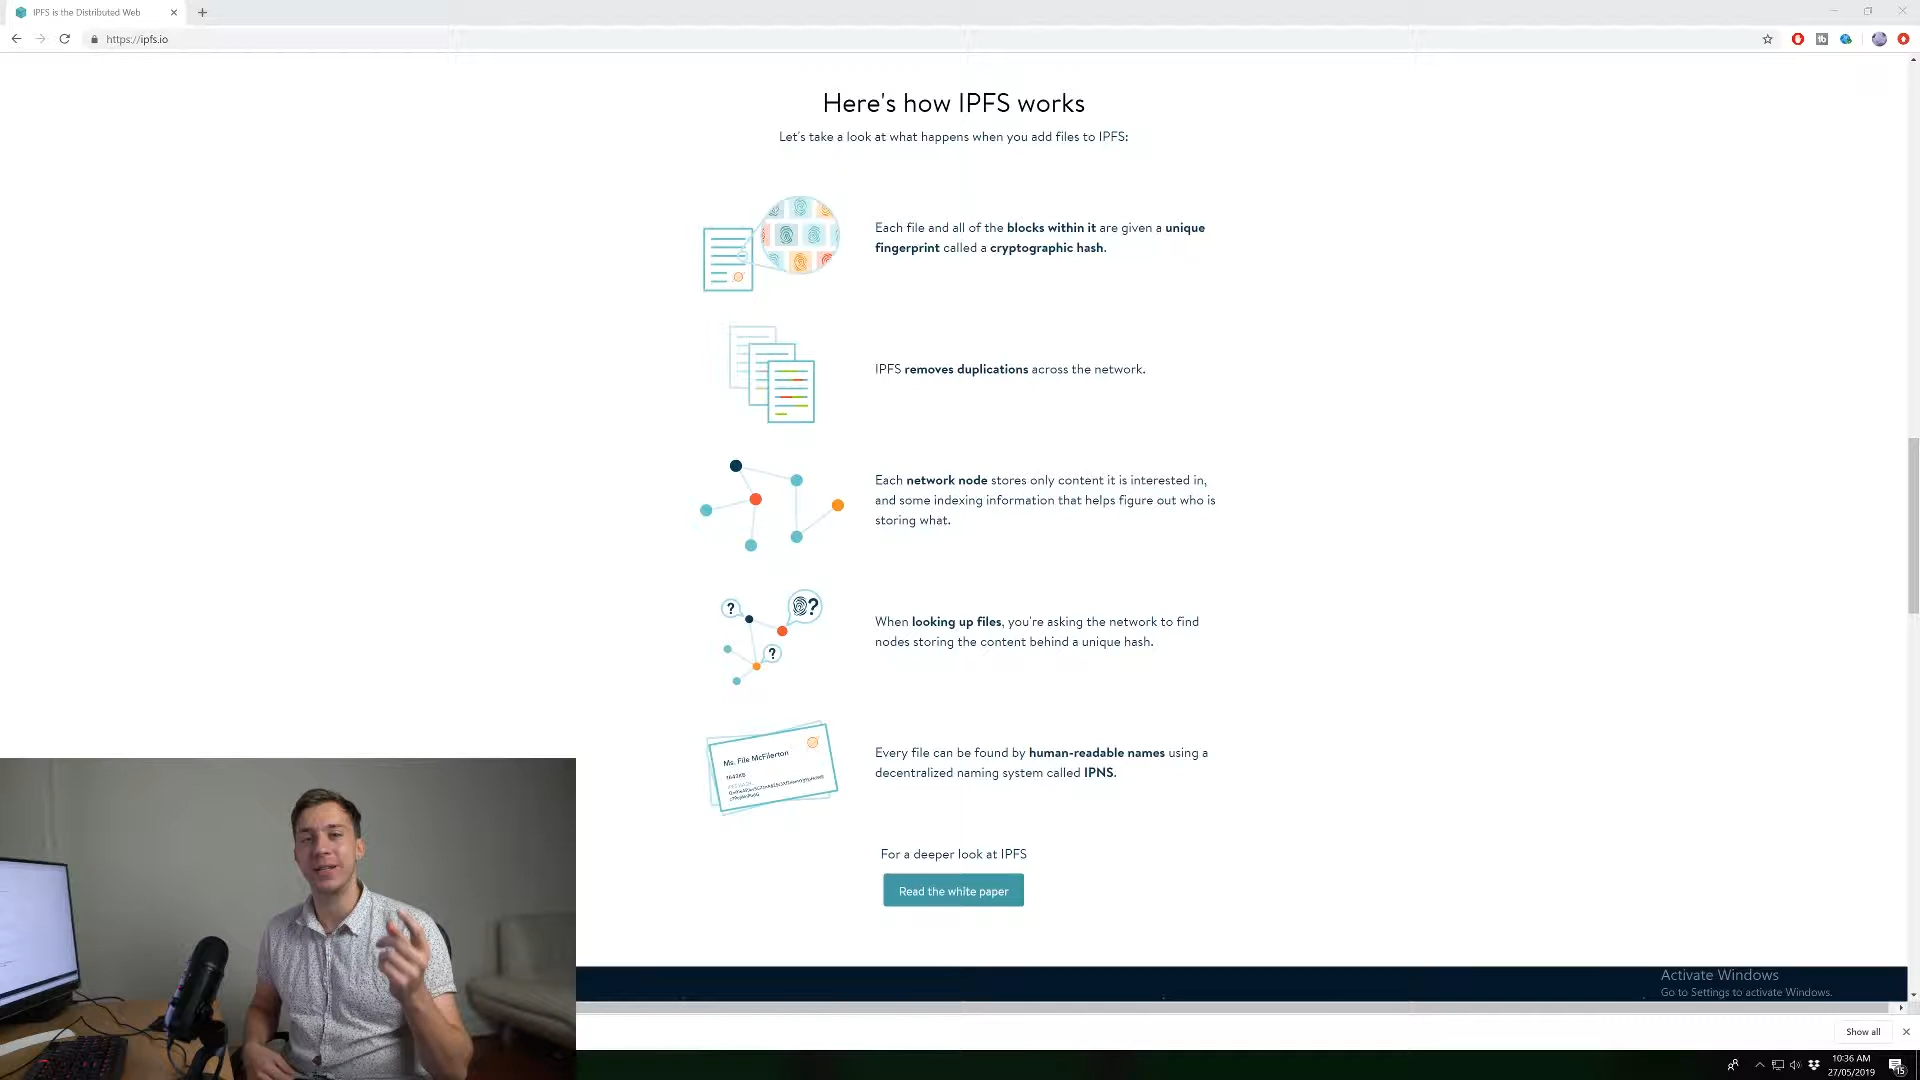 IPFS is the Distributed Web
https://ipfs.io
Here's how IPFS works
Let's take a look at what happens when you add files to IPFS:
Each file and all of the blocks within it are given a unique
fingerprint called a cryptographic hash.
IPFS removes duplications across the network.
Each network node stores only content it is interested in,
and some indexing information that helps figure out who is
storing what.
?
?
?
When looking up files, you're asking the network to find
nodes storing the content behind a unique hash.
Ms. File McFilerton
Every file can be found by human-readable names using a
decentralized naming system called IPNS.
For a deeper look at IPFS
Read the white paper
Activate Windows
Go to Settings to activate Windows.
Show all
10:36 AM
27/05/2019
15